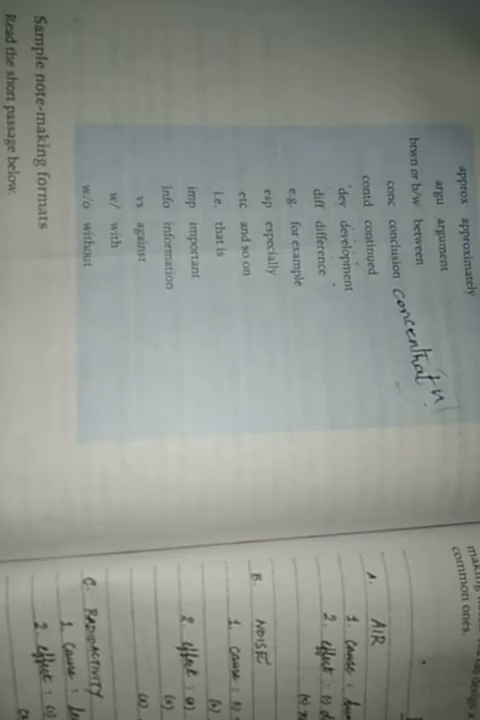 approx approximately
argu argument
btwn or b/w between
conc conclusion concenthat'n!
contd continued
dev development
diff difference
e.g. for example
esp especially
etc and so on
i.e. that is
imp important
info information
vs against
w/ with
w/o without
Sample note-making formats
Read the short passage below.
common ones.
A. AIR
1. cause :
2. effect : (i)
B. NOISE
1. cause :
(b)
2. effect : (a)
C. RADIOACTIVITY
1. cause :
2. effect : (i)